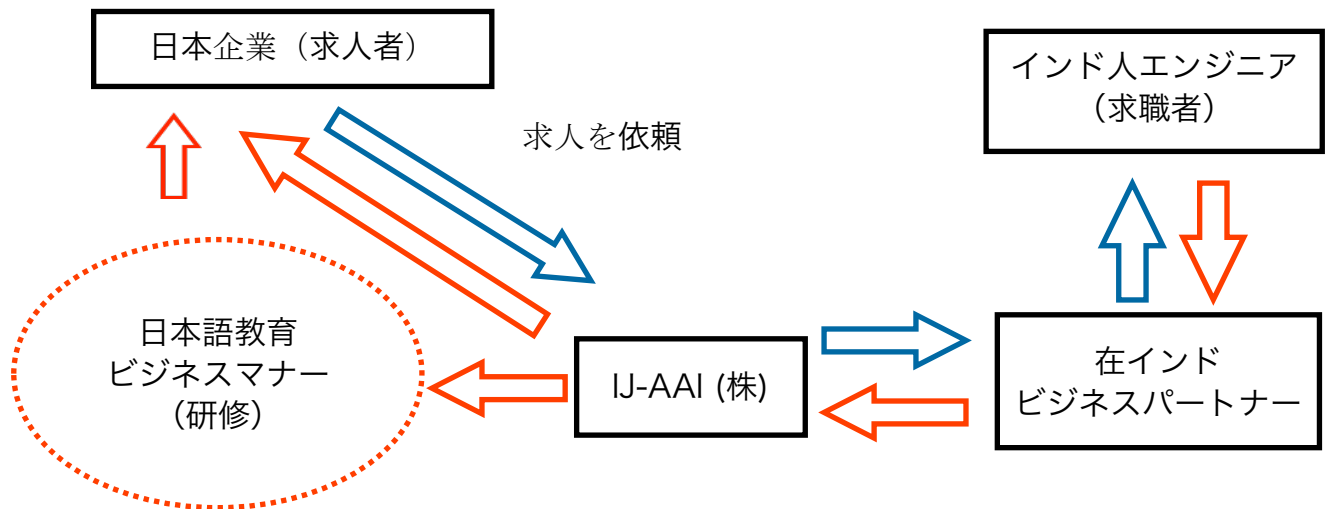 日本企業（求人者）
インド人エンジニア
（求職者）
求人を依頼
日本語教育
ビジネスマナー
（研修）
IJ-AAI (株)
在インド
ビジネスパートナー